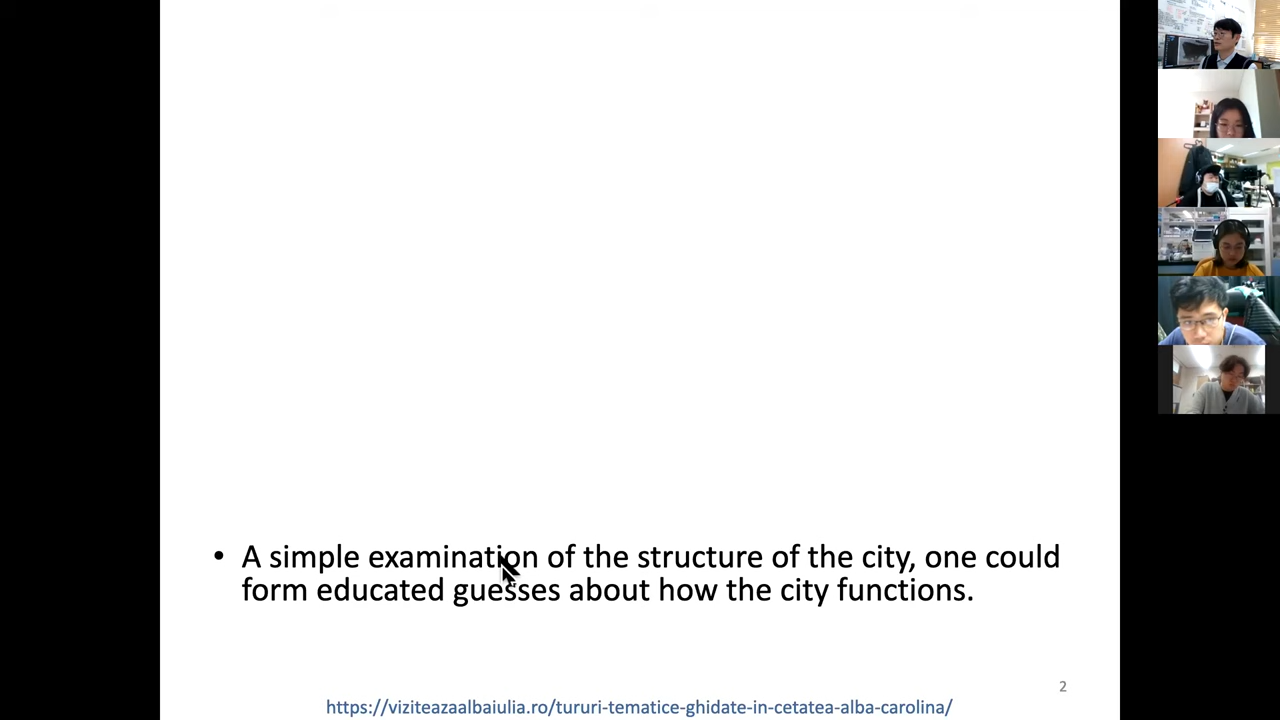 • A simple examination of the structure of the city, one could
form educated guesses about how the city functions.
2
https://viziteazaalbaiulia.ro/tururi-tematice-ghidate-in-cetatea-alba-carolina/